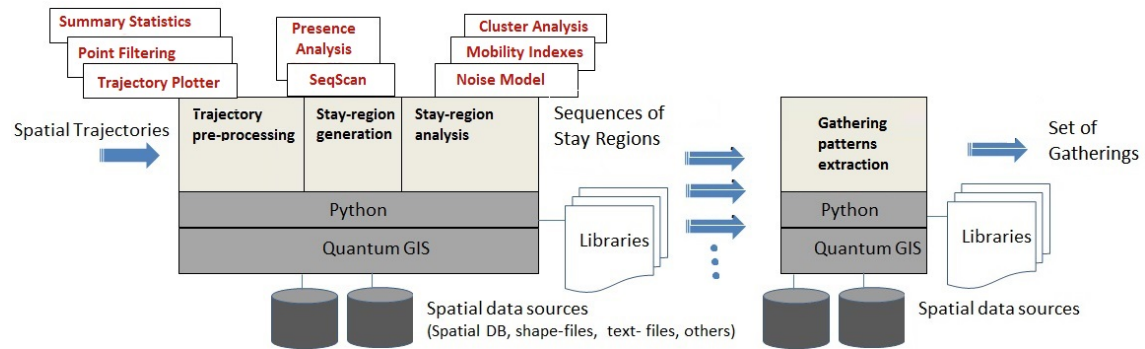 Summary Statistics
Point Filtering
Trajectory Plotter
Presence
Analysis
SeqScan
Cluster Analysis
Mobility Indexes
Noise Model
Spatial Trajectories
Trajectory
pre-processing
Stay-region
generation
Stay-region
analysis
Python
Quantum GIS
Libraries
Spatial data sources
(Spatial DB, shape-files, text- files, others)
Sequences of
Stay Regions
Gathering
patterns
extraction
Python
Quantum GIS
Libraries
Spatial data sources
Set of
Gatherings